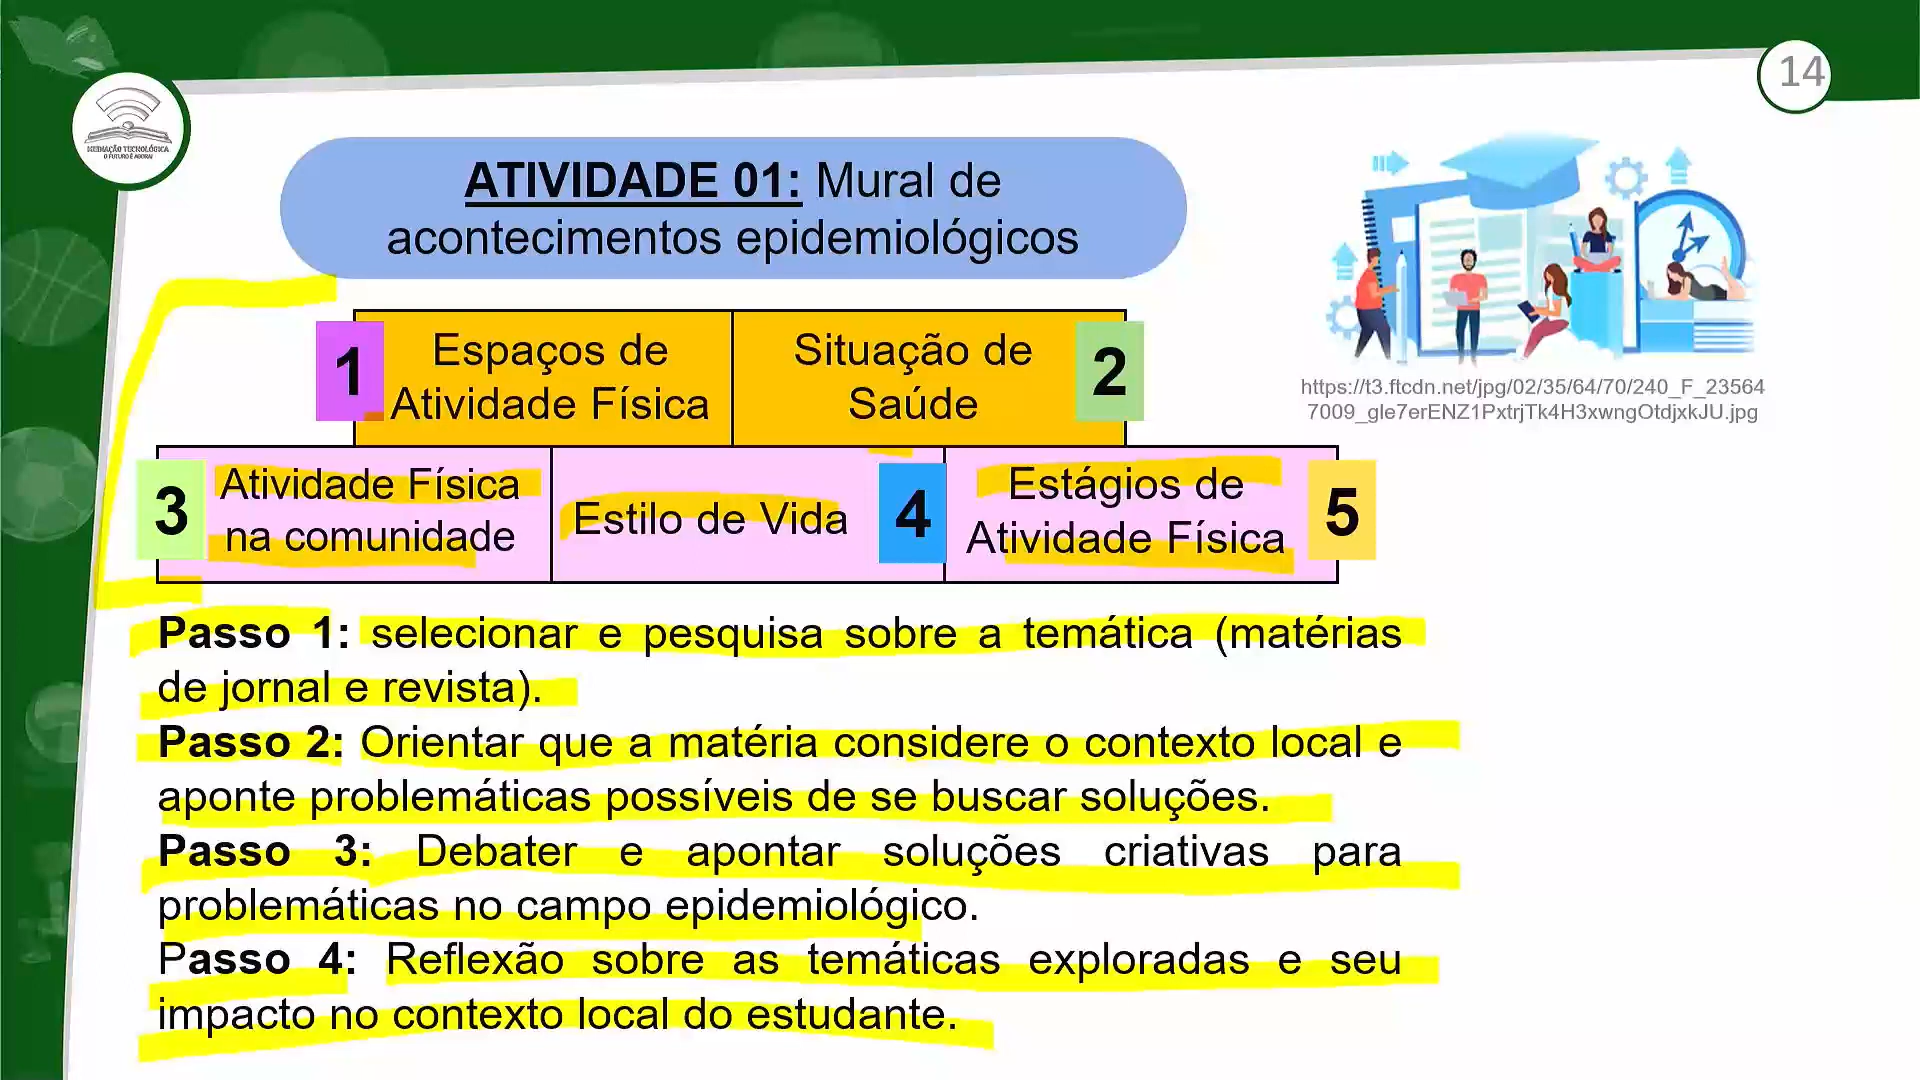 14
MEDIAÇÃO TECNOLÓGICA
O FUTURO É AGORA!
ATIVIDADE 01: Mural de
acontecimentos epidemiológicos
1
Espaços de
Atividade Física
Situação de
Saúde
2
https://t3.ftcdn.net/jpg/02/35/64/70/240_F_23564
7009_gle7erENZ1PxtrjTk4H3xwngOtdjxkJU.jpg
3
Atividade Física
na comunidade
Estilo de Vida
4
Estágios de
Atividade Física
5
Passo 1: selecionar e pesquisa sobre a temática (matérias
de jornal e revista).
Passo 2: Orientar que a matéria considere o contexto local e
aponte problemáticas possíveis de se buscar soluções.
Passo 3: Debater e apontar soluções criativas para
problemáticas no campo epidemiológico.
Passo 4: Reflexão sobre as temáticas exploradas e seu
impacto no contexto local do estudante.